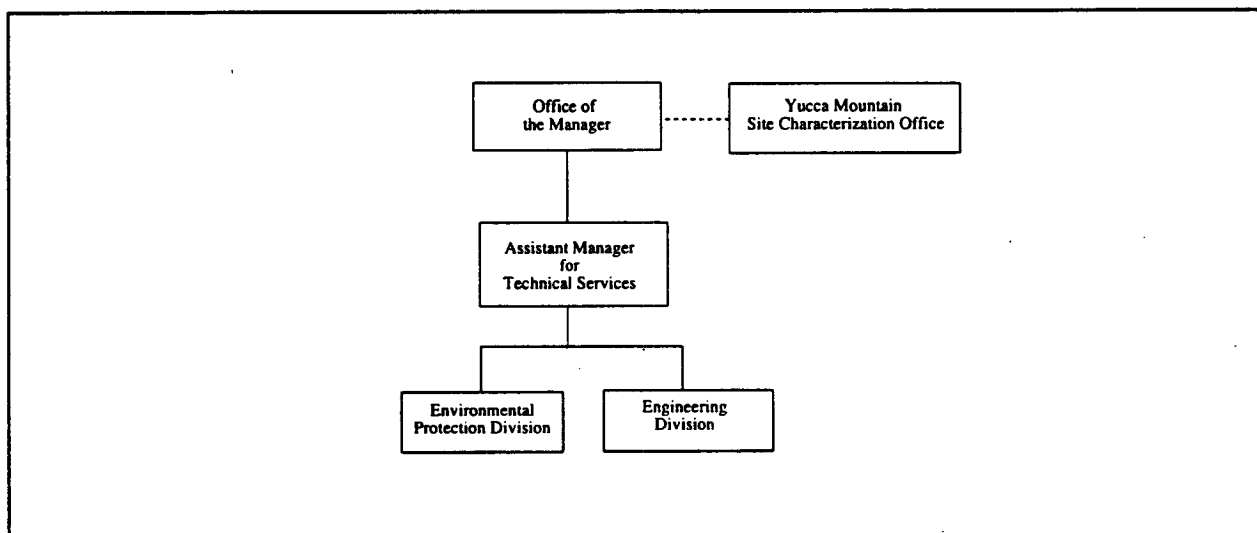 Office of
the Manager
Yucca Mountain
Site Characterization Office
Assistant Manager
for
Technical Services
Environmental
Protection Division
Engineering
Division